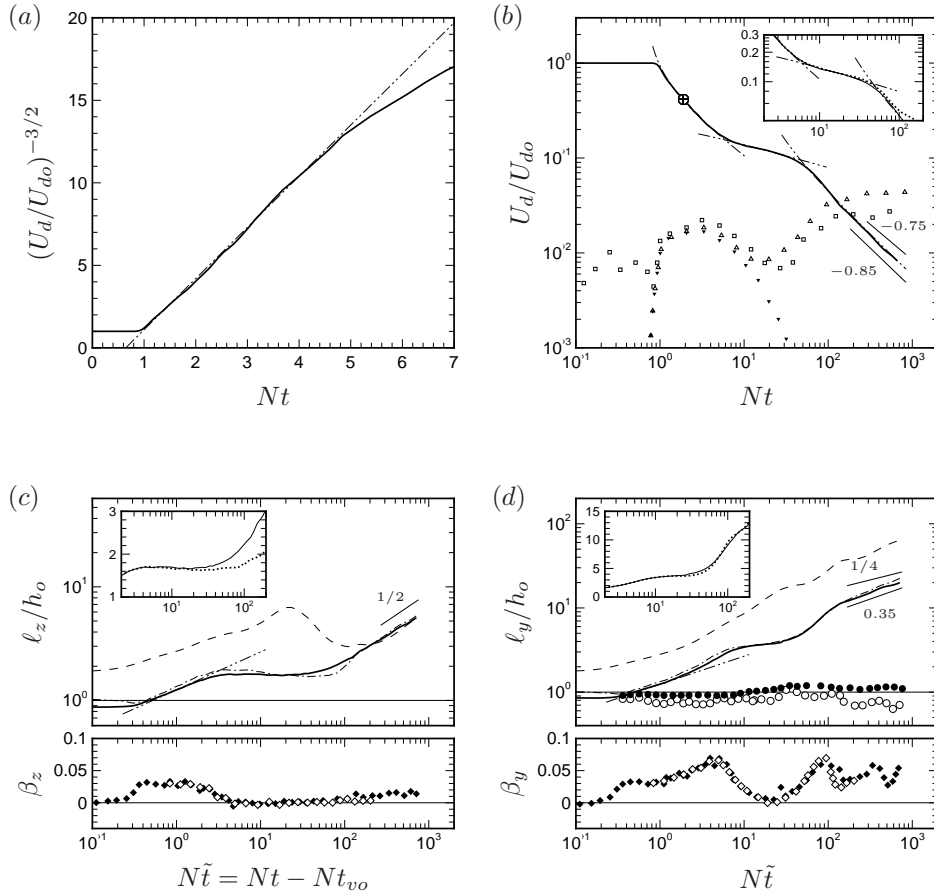 (a)
(U_d/U_{do})^{−3/2}
20
15
10
5
0
0 1 2 3 4 5 6 7
Nt
(b)
U_d/U_{do}
10^0
10^{-1}
10^{-2}
10^{-3}
0.3
0.1
10^1 10^2
−0.75
−0.85
10^{-1} 10^0 10^1 10^2 10^3
Nt
(c)
ℓ_z/h_o
10^1
10^0
3
2
1
10^1 10^2
1/2
β_z
0.1
0.05
0
10^{-1} 10^0 10^1 10^2 10^3
Nt̃ = Nt − Nt_{vo}
(d)
ℓ_y/h_o
10^2
10^1
10^0
15
10
5
0
10^1 10^2
1/4
0.35
β_y
0.1
0.05
0
10^{-1} 10^0 10^1 10^2 10^3
Nt̃